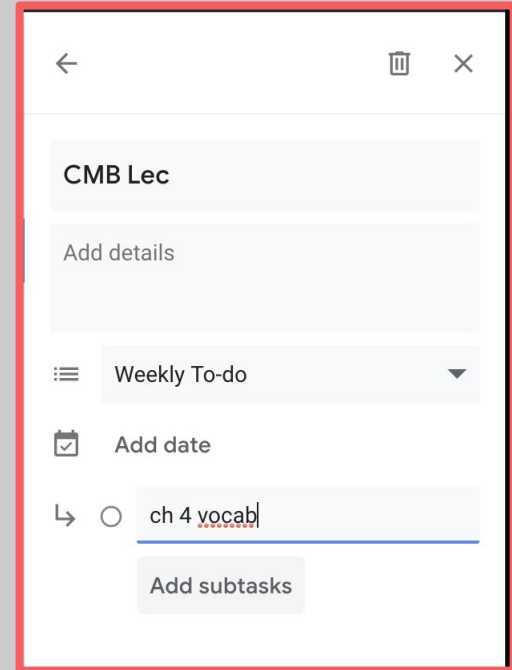 CMB Lec
Add details
Weekly To-do
Add date
ch 4 vocab
Add subtasks